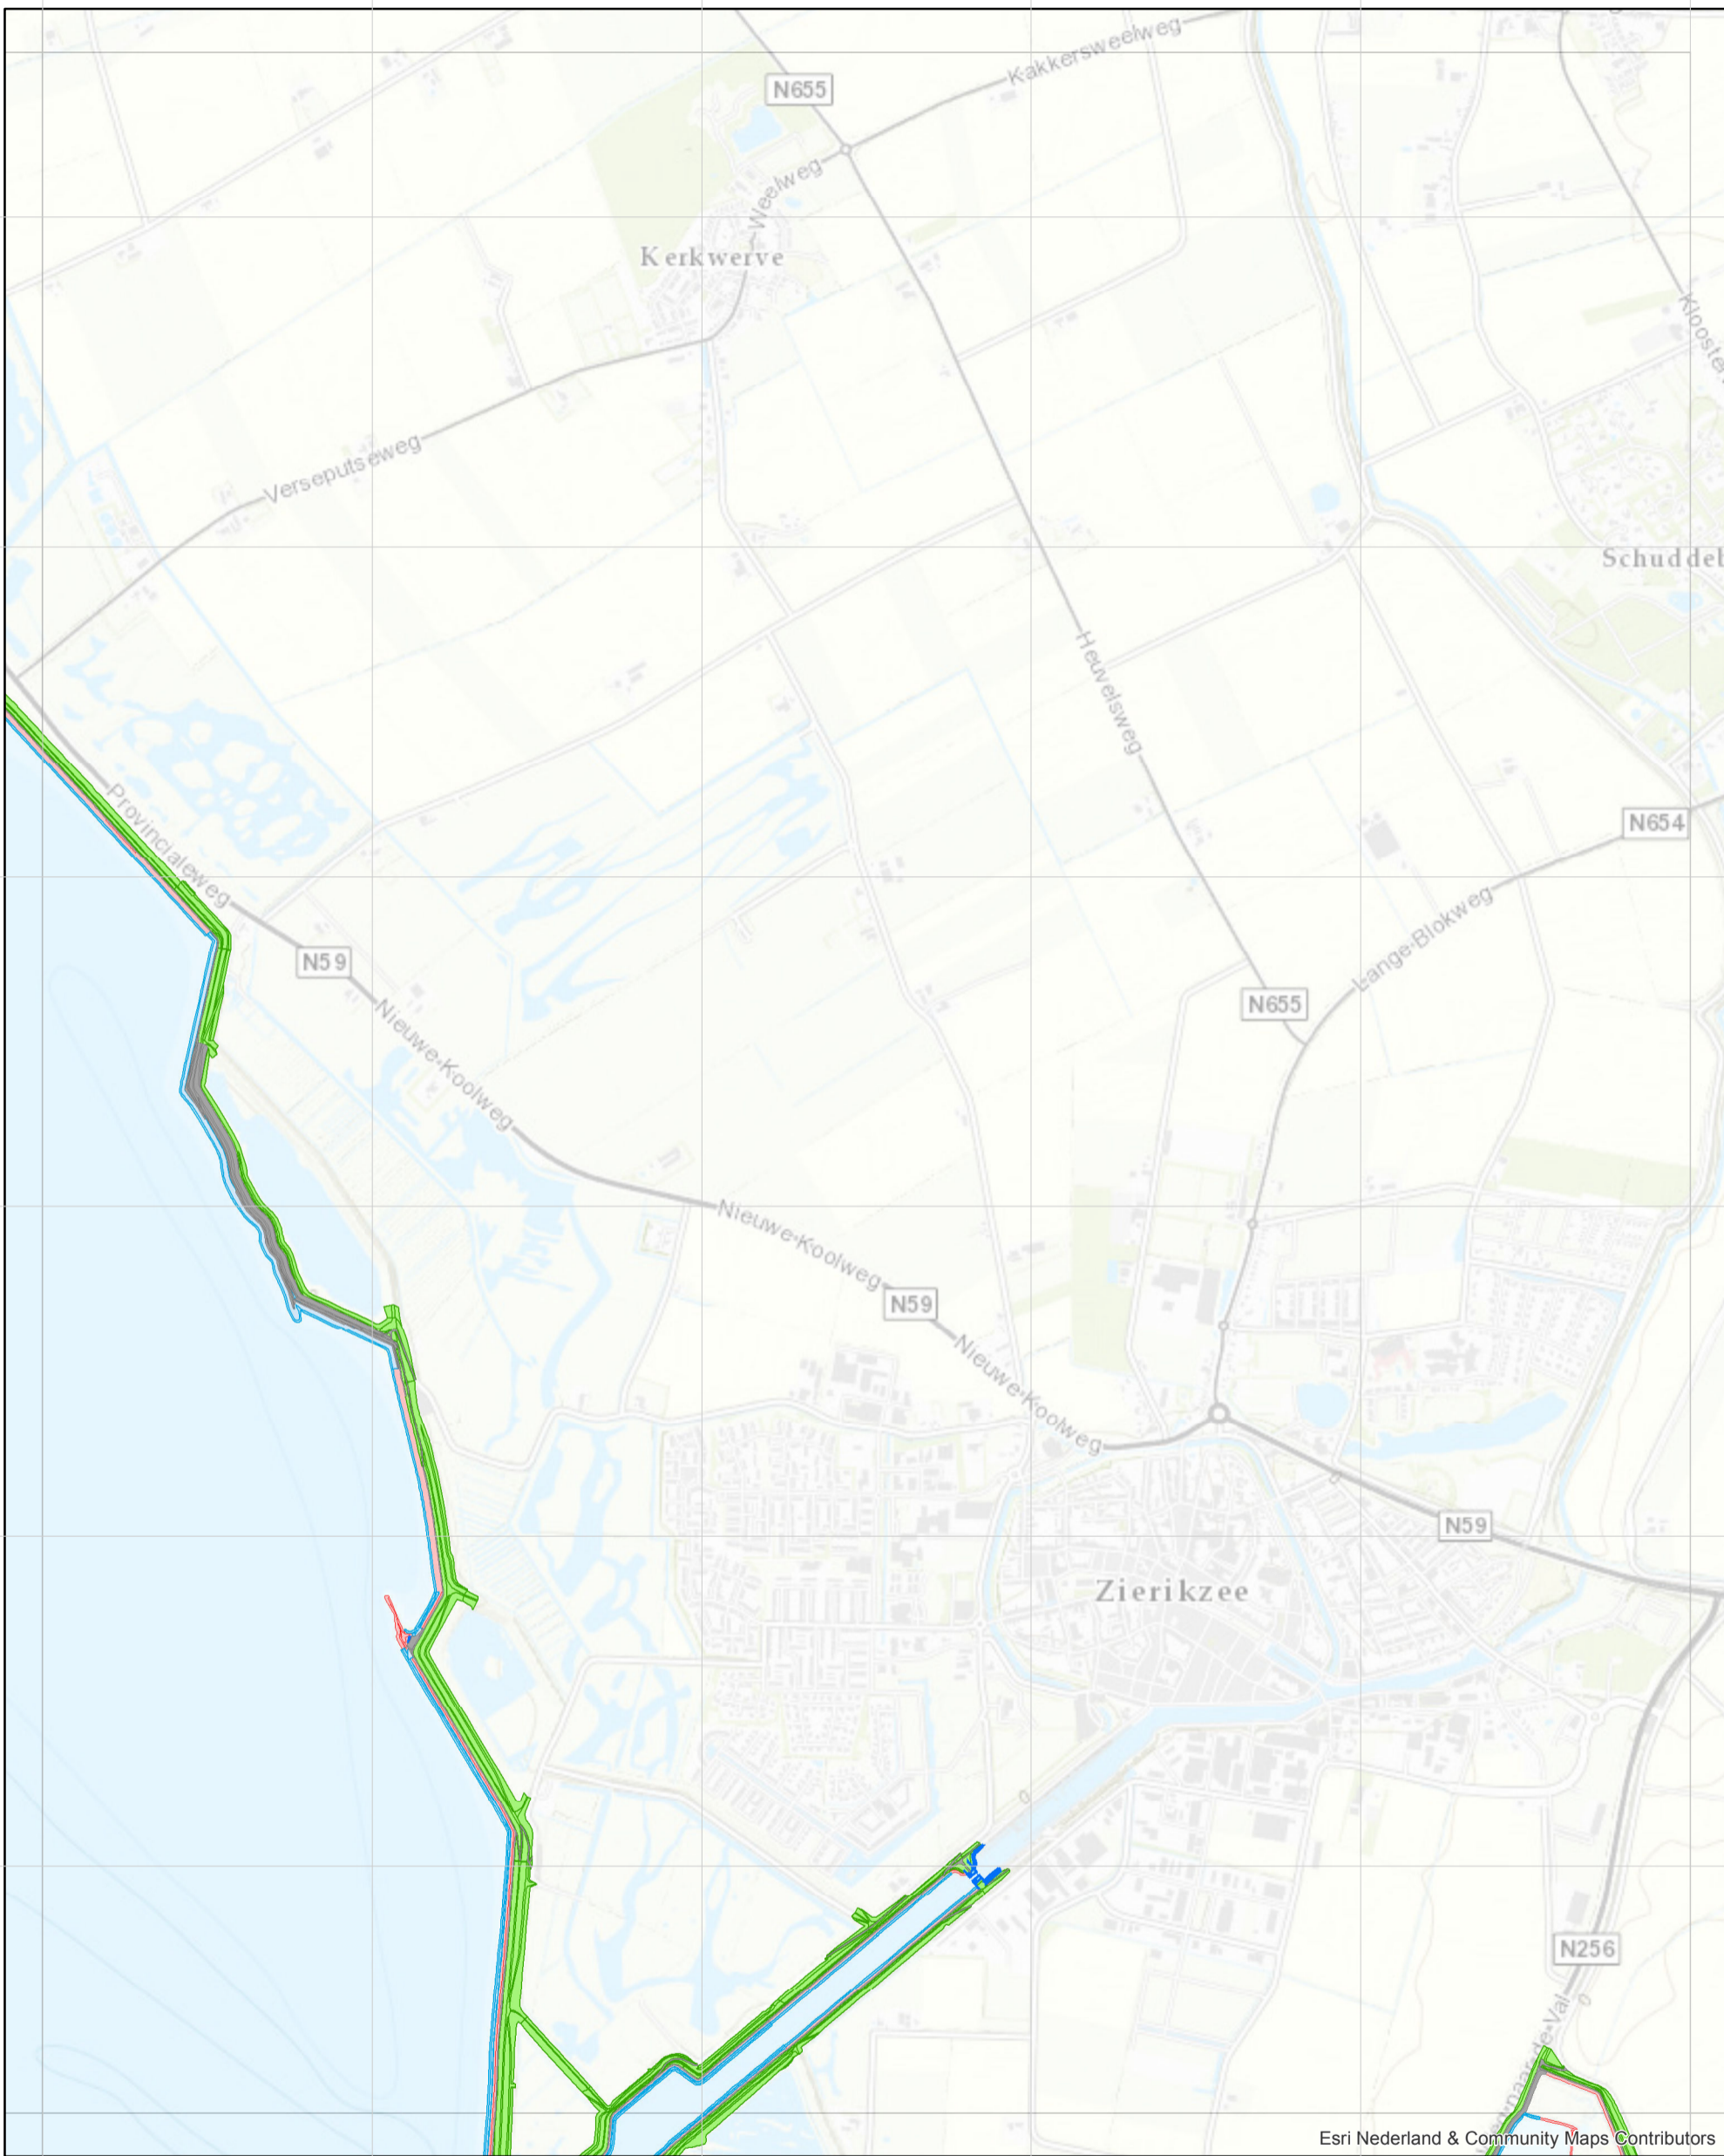 Kakkersweelweg
N655
Weelweg
Kerkwerve
Verseputseweg
Schuddeb
Heuvelsweg
Provincialeweg
N654
Lange-Blokweg
N59
N655
Nieuwe-Koolweg
Nieuwe-Koolweg
N59
Nieuwe-Koolweg
N59
Zierikzee
N256
Esri Nederland & Community Maps Contributors